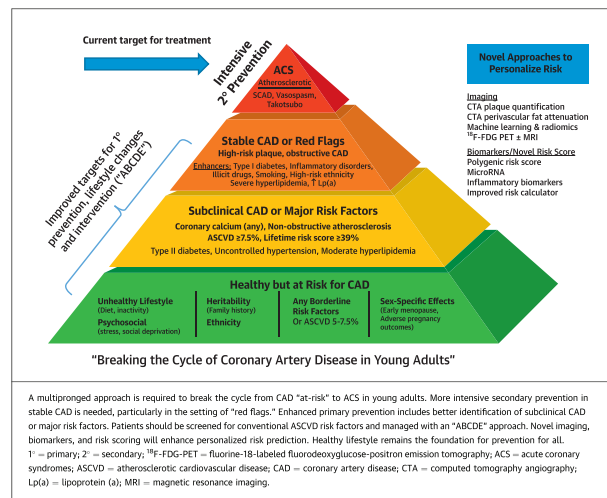 Current target for treatment
Intensive
2° Prevention
ACS
Atherosclerotic
SCAD, Vasospasm,
Takotsubo
Improved targets for 1°
prevention, lifestyle changes
and intervention ("ABCDE")
Stable CAD or Red Flags
High-risk plaque, obstructive CAD
Enhancers: Type I diabetes, Inflammatory disorders,
Illicit drugs, Smoking, High-risk ethnicity
Severe hyperlipidemia, ↑ Lp(a)
Subclinical CAD or Major Risk Factors
Coronary calcium (any), Non-obstructive atherosclerosis
ASCVD ≥7.5%, Lifetime risk score ≥39%
Type II diabetes, Uncontrolled hypertension, Moderate hyperlipidemia
Healthy but at Risk for CAD
Unhealthy Lifestyle
(Diet, inactivity)
Psychosocial
(stress, social deprivation)
Heritability
(Family history)
Ethnicity
Any Borderline
Risk Factors
Or ASCVD 5-7.5%
Sex-Specific Effects
(Early menopause,
Adverse pregnancy
outcomes)
Novel Approaches to
Personalize Risk
Imaging
CTA plaque quantification
CTA perivascular fat attenuation
Machine learning & radiomics
¹⁸F-FDG PET ± MRI
Biomarkers/Novel Risk Score
Polygenic risk score
MicroRNA
Inflammatory biomarkers
Improved risk calculator
"Breaking the Cycle of Coronary Artery Disease in Young Adults"
A multipronged approach is required to break the cycle from CAD "at-risk" to ACS in young adults. More intensive secondary prevention in
stable CAD is needed, particularly in the setting of "red flags." Enhanced primary prevention includes better identification of subclinical CAD
or major risk factors. Patients should be screened for conventional ASCVD risk factors and managed with an "ABCDE" approach. Novel imaging,
biomarkers, and risk scoring will enhance personalized risk prediction. Healthy lifestyle remains the foundation for prevention for all.
1° = primary; 2° = secondary; ¹⁸F-FDG-PET = fluorine-18-labeled fluorodeoxyglucose-positron emission tomography; ACS = acute coronary
syndromes; ASCVD = atherosclerotic cardiovascular disease; CAD = coronary artery disease; CTA = computed tomography angiography;
Lp(a) = lipoprotein (a); MRI = magnetic resonance imaging.